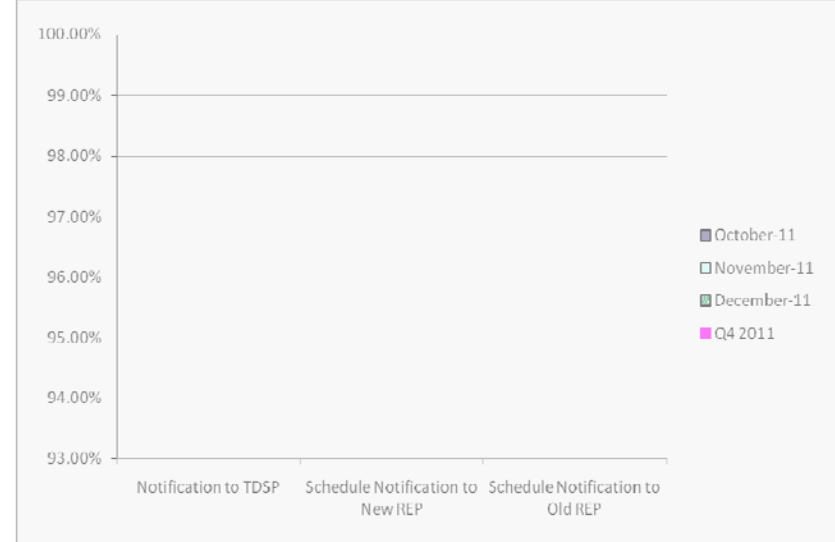 100.00%
99.00%
98.00%
97.00%
96.00%
95.00%
94.00%
93.00%
Notification to TDSP
Schedule Notification to
New REP
Schedule Notification to
Old REP
October-11
November-11
December-11
Q4 2011